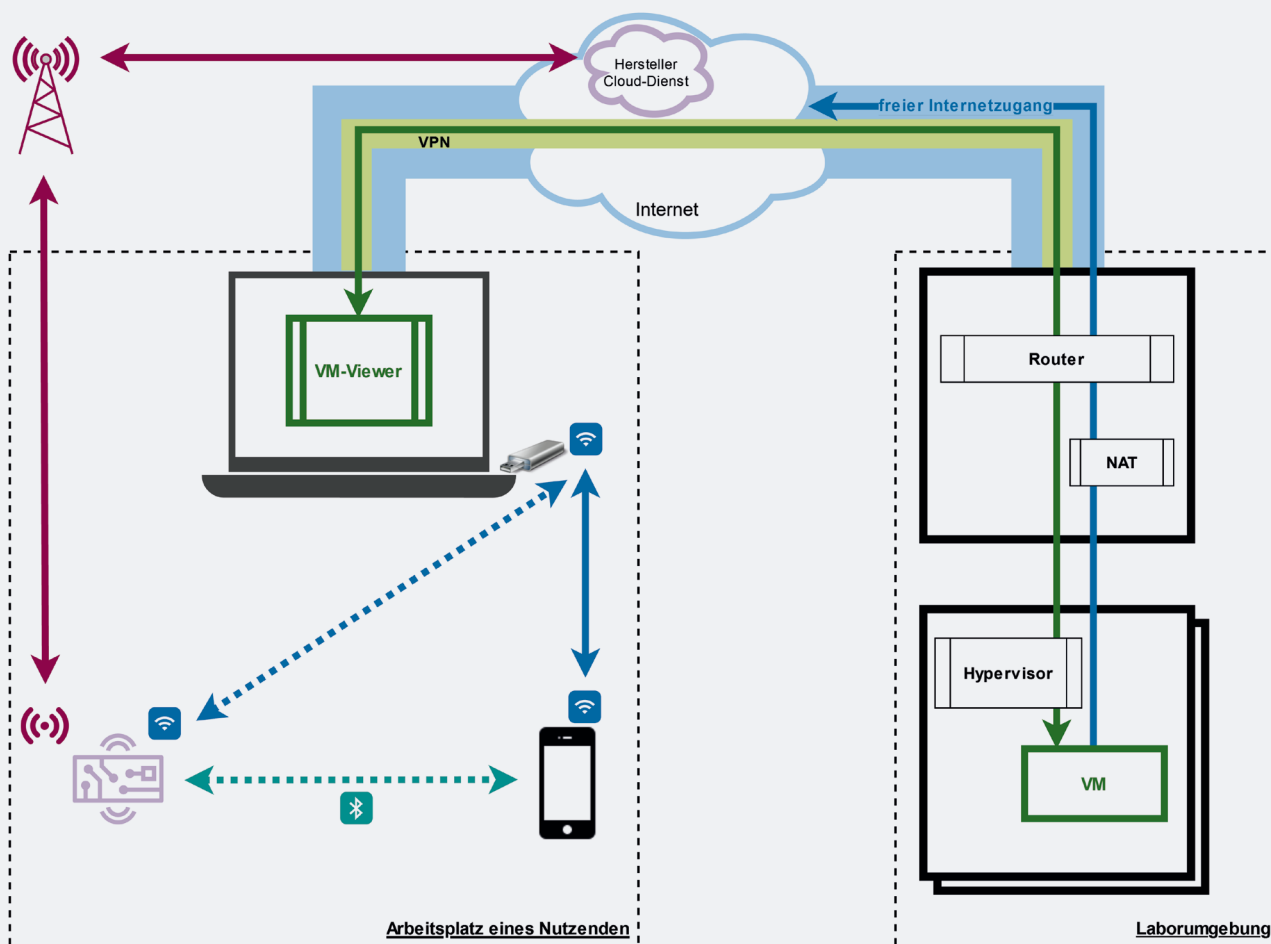 Hersteller
Cloud-Dienst
freier Internetzugang
VPN
Internet
VM-Viewer
Router
NAT
Hypervisor
VM
Arbeitsplatz eines Nutzenden
Laborumgebung